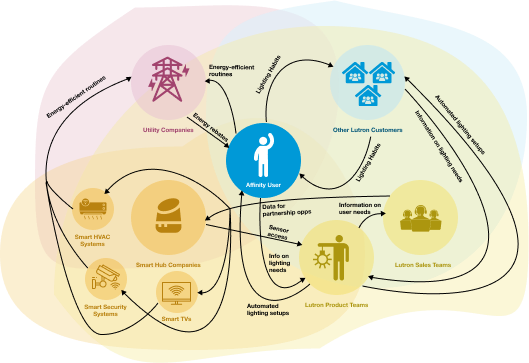 Energy-efficient routines
Energy-efficient
routines
Lighting Habits
Automated lighting setups
Information on lighting needs
Utility Companies
Energy rebates
Other Lutron Customers
Lighting Habits
Affinity User
Data for
partnership opps
Information on
user needs
Sensor
access
Smart HVAC
Systems
Smart Hub Companies
Info on
lighting
needs
Lutron Sales Teams
Smart Security
Systems
Smart TVs
Automated
lighting setups
Lutron Product Teams